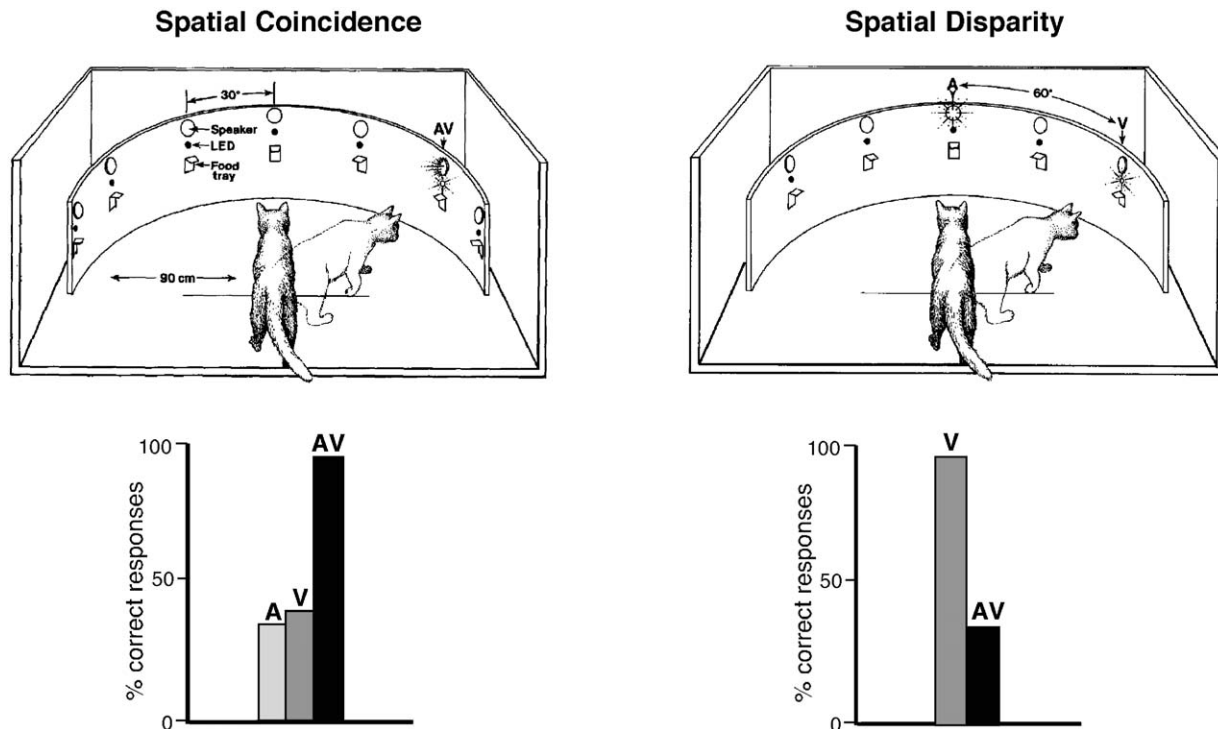 Spatial Coincidence
30°
Speaker
LED
Food
tray
AV
90 cm
% correct responses
100
50
0
A
V
AV
Spatial Disparity
A
60°
V
% correct responses
100
50
0
V
AV